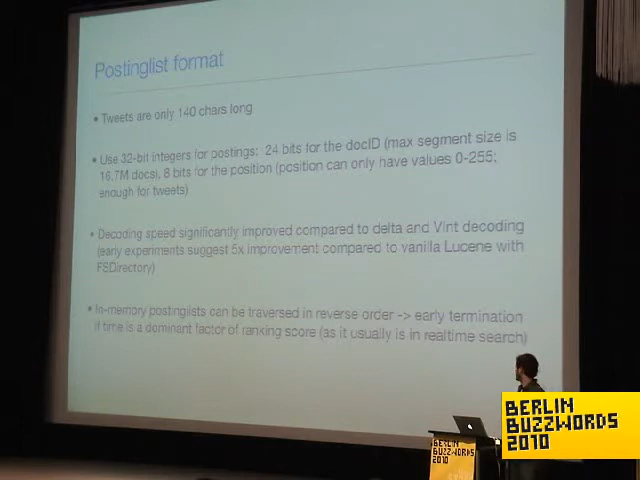 Postinglist format
• Tweets are only 140 chars long
• Use 32-bit integers for postings: 24 bits for the docID (max segment size is
16.7M docs), 8 bits for the position (position can only have values 0-255;
enough for tweets)
• Decoding speed significantly improved compared to delta and VInt decoding
(early experiments suggest 5x improvement compared to vanilla Lucene with
FSDirectory)
• In-memory postinglists can be traversed in reverse order -> early termination
if time is a dominant factor of ranking score (as it usually is in realtime search)
BERLIN
BUZZWORDS
2010
BERLIN
BUZZWORDS
2010